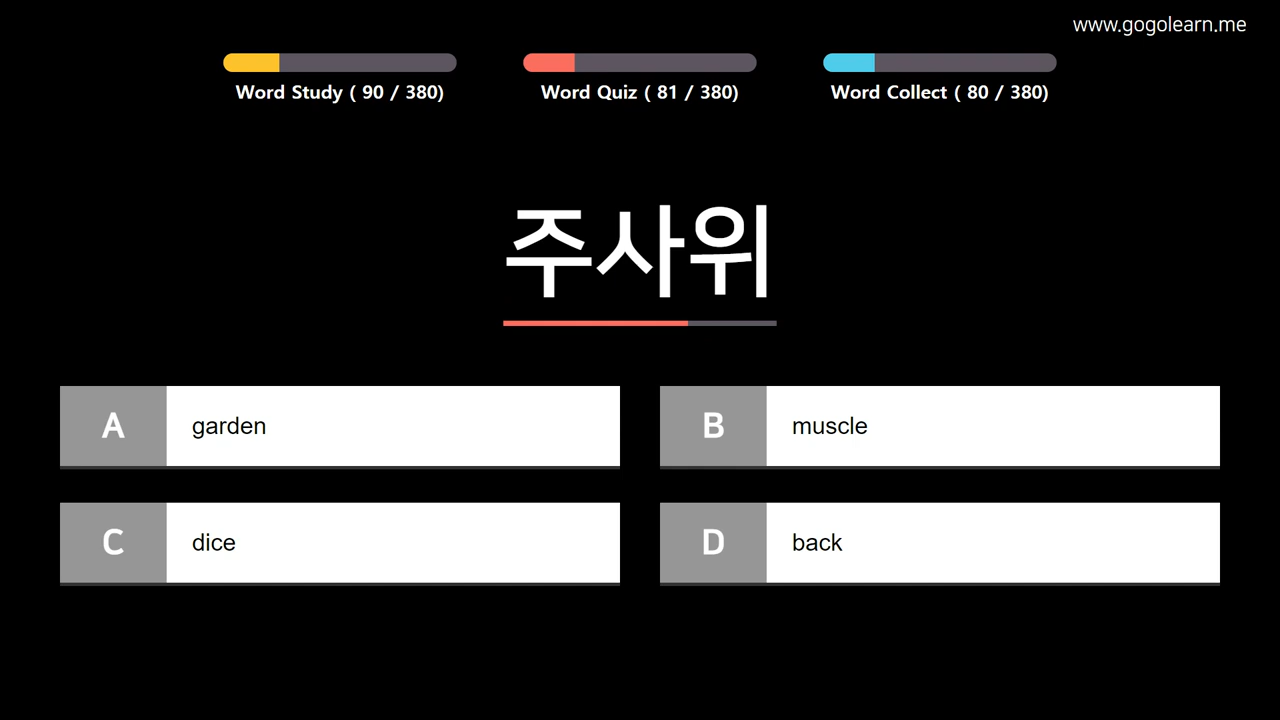 www.gogolearn.me
Word Study ( 90 / 380)
Word Quiz ( 81 / 380)
Word Collect ( 80 / 380)
주사위
A garden
B muscle
C dice
D back